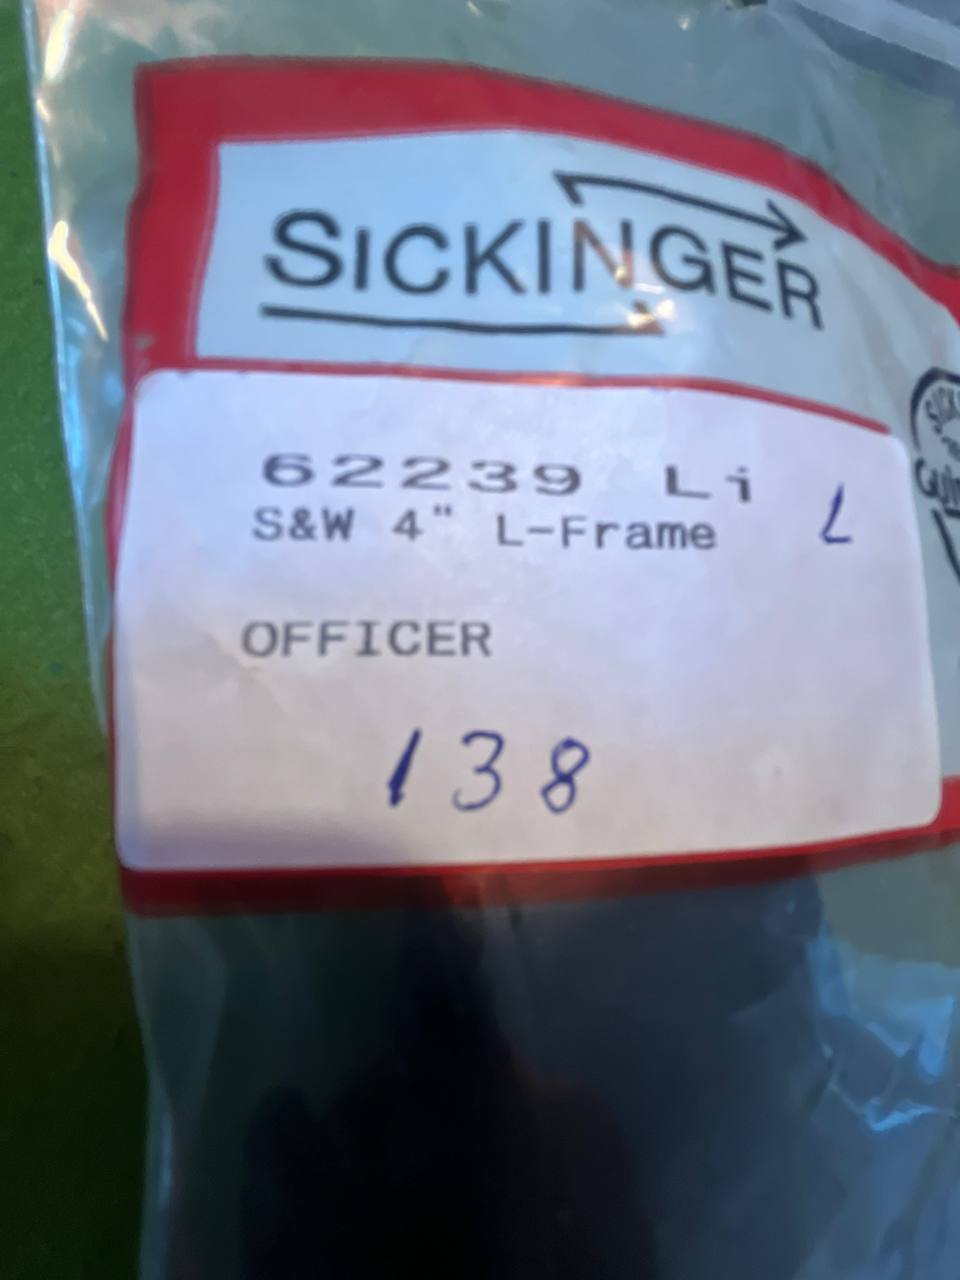 SICKINGER
62239 Li
S&W 4" L-Frame L
OFFICER
138